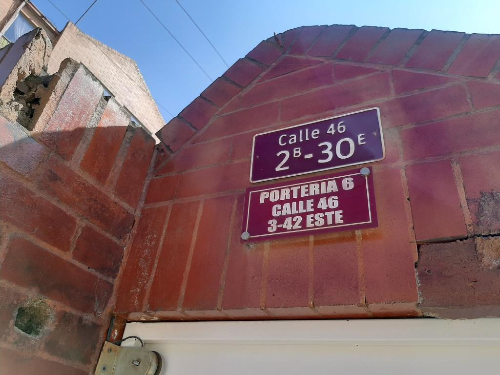 Calle 46
2B-30E
PORTERIA 6
CALLE 46
3-42 ESTE